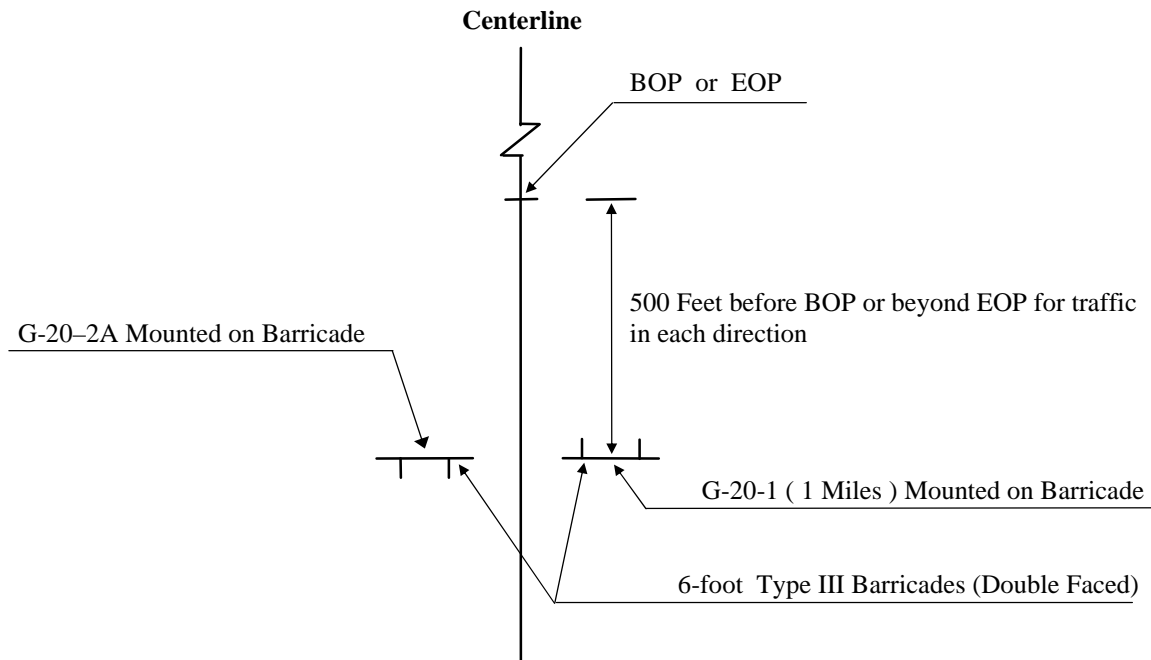 Centerline
BOP or EOP
500 Feet before BOP or beyond EOP for traffic
in each direction
G-20–2A Mounted on Barricade
G-20-1 ( 1 Miles ) Mounted on Barricade
6-foot Type III Barricades (Double Faced)